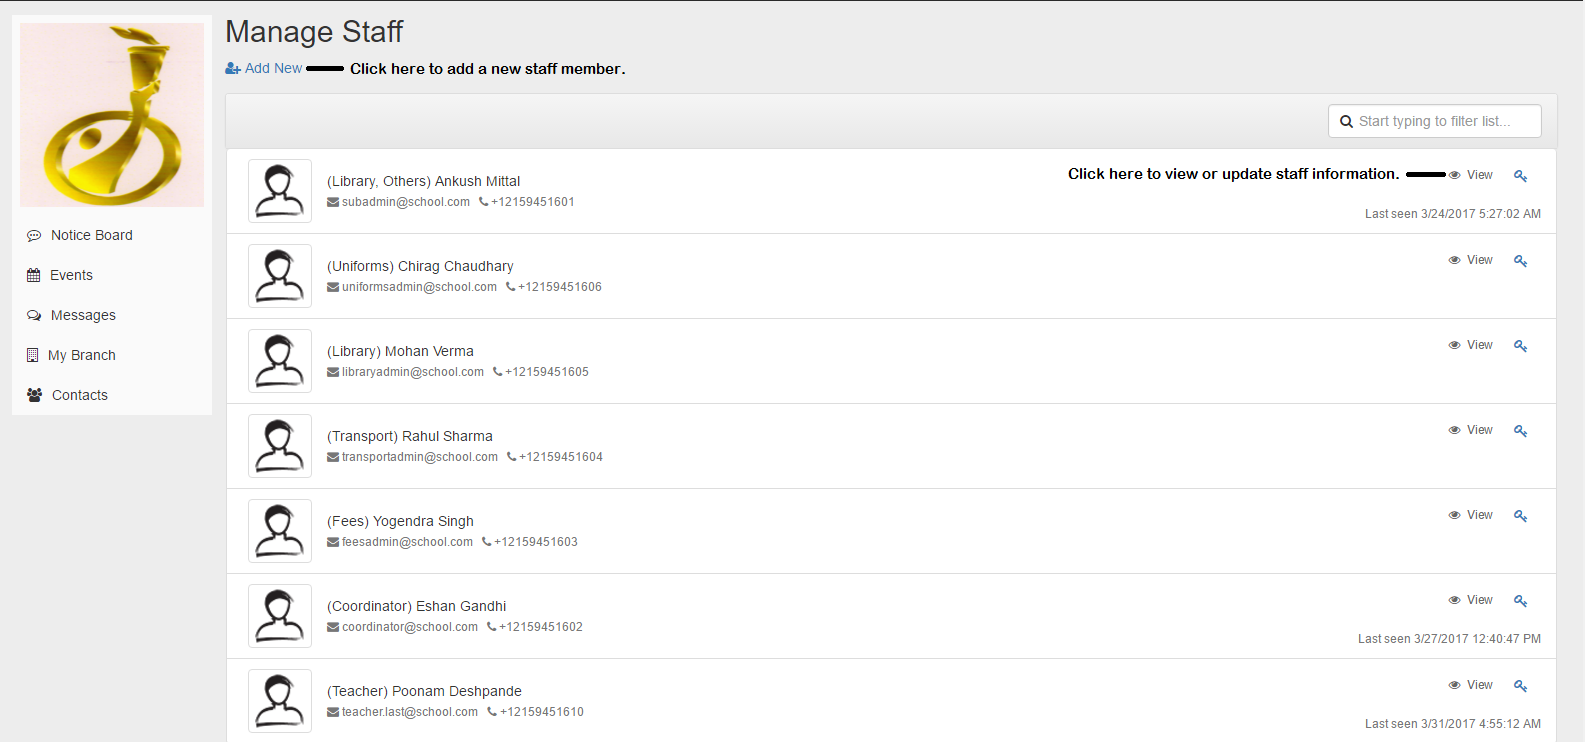 Manage Staff
Add New Click here to add a new staff member.
Start typing to filter list...
(Library, Others) Ankush Mittal
subadmin@school.com +12159451601
Click here to view or update staff information. View
Last seen 3/24/2017 5:27:02 AM
(Uniforms) Chirag Chaudhary
uniformsadmin@school.com +12159451606
View
(Library) Mohan Verma
libraryadmin@school.com +12159451605
View
(Transport) Rahul Sharma
transportadmin@school.com +12159451604
View
(Fees) Yogendra Singh
feesadmin@school.com +12159451603
View
(Coordinator) Eshan Gandhi
coordinator@school.com +12159451602
View
Last seen 3/27/2017 12:40:47 PM
(Teacher) Poonam Deshpande
teacher.last@school.com +12159451610
View
Last seen 3/31/2017 4:55:12 AM
Notice Board
Events
Messages
My Branch
Contacts